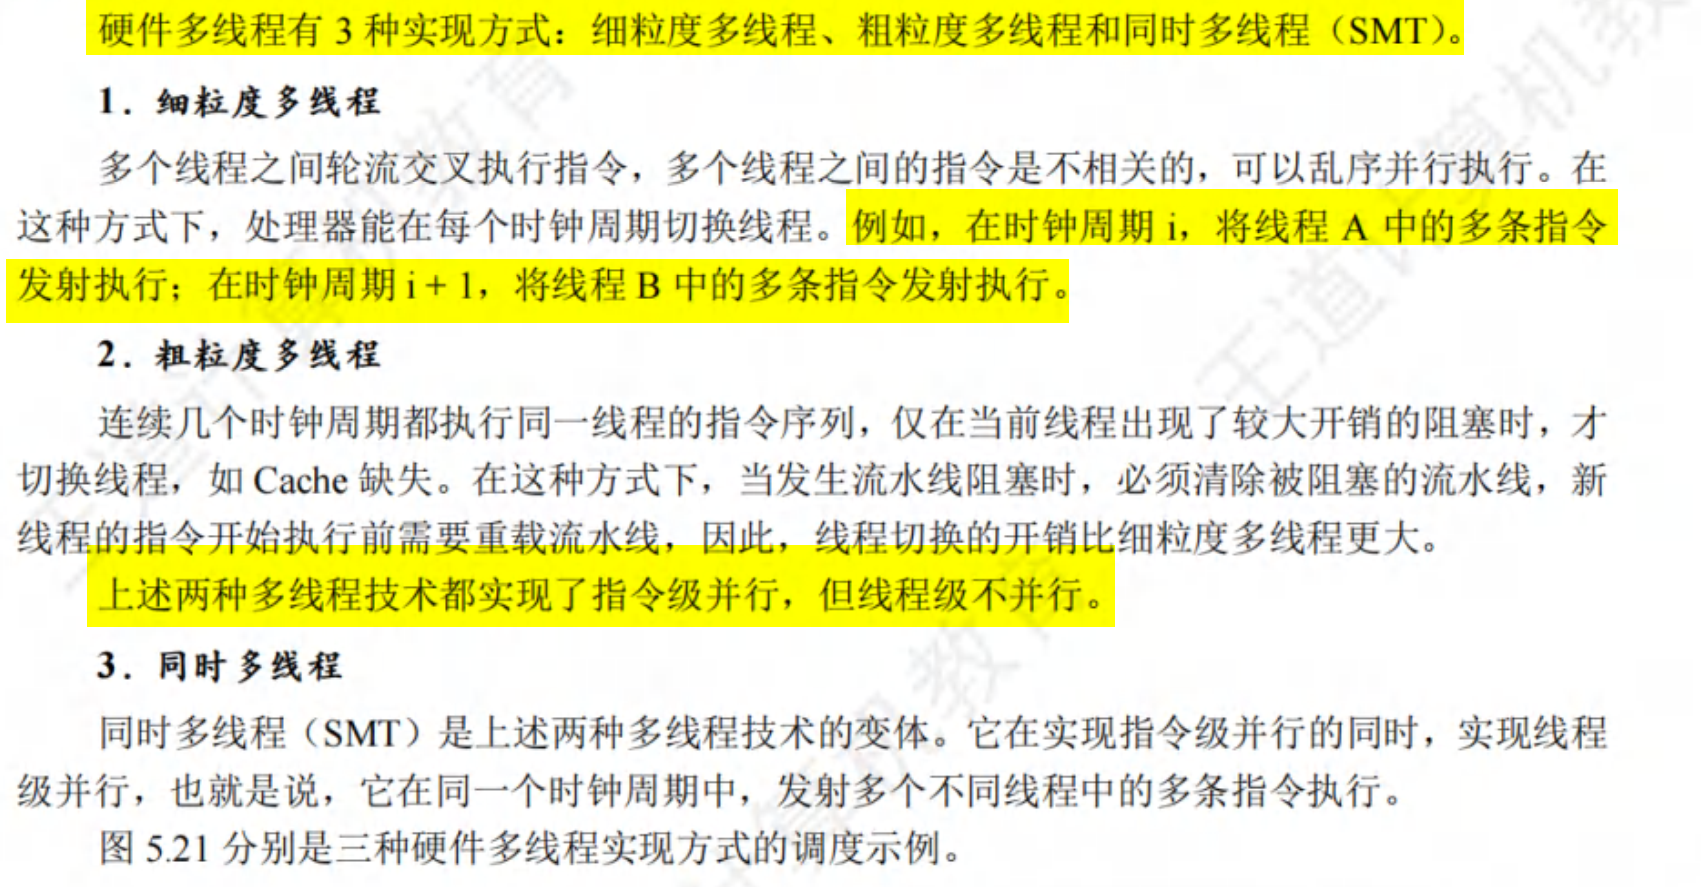 硬件多线程有 3 种实现方式：细粒度多线程、粗粒度多线程和同时多线程（SMT）。
1．细粒度多线程
多个线程之间轮流交叉执行指令，多个线程之间的指令是不相关的，可以乱序并行执行。在
这种方式下，处理器能在每个时钟周期切换线程。例如，在时钟周期 i，将线程 A 中的多条指令
发射执行；在时钟周期 i + 1，将线程 B 中的多条指令发射执行。
2．粗粒度多线程
连续几个时钟周期都执行同一线程的指令序列，仅在当前线程出现了较大开销的阻塞时，才
切换线程，如 Cache 缺失。在这种方式下，当发生流水线阻塞时，必须清除被阻塞的流水线，新
线程的指令开始执行前需要重载流水线，因此，线程切换的开销比细粒度多线程更大。
上述两种多线程技术都实现了指令级并行，但线程级不并行。
3．同时多线程
同时多线程（SMT）是上述两种多线程技术的变体。它在实现指令级并行的同时，实现线程
级并行，也就是说，它在同一个时钟周期中，发射多个不同线程中的多条指令执行。
图 5.21 分别是三种硬件多线程实现方式的调度示例。
王道计算机教育
王道计算机教
计算机教育